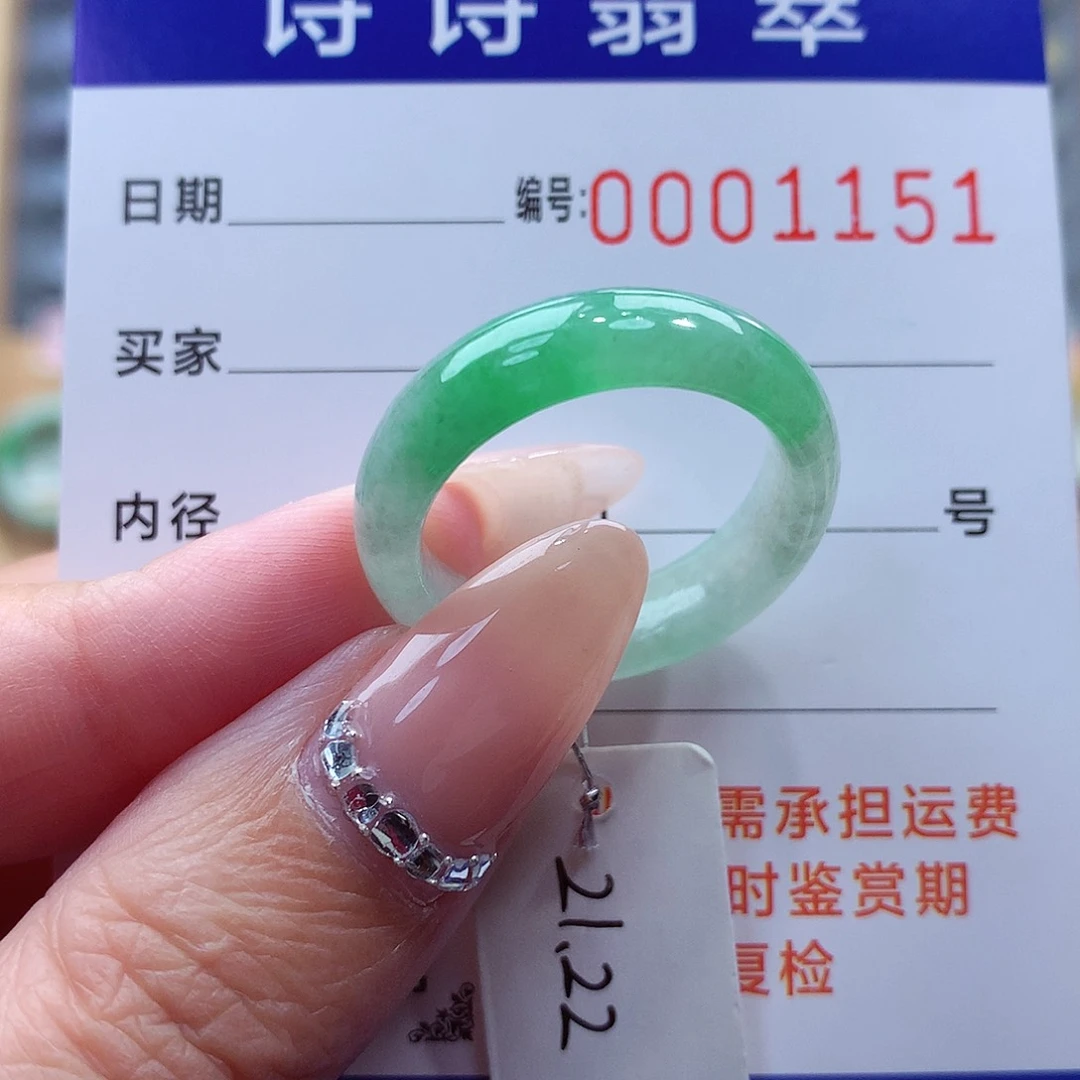 诗诗翡翠
日期 编号:0001151
买家
内径 号
需承担运费
时鉴赏期
复检
21.22